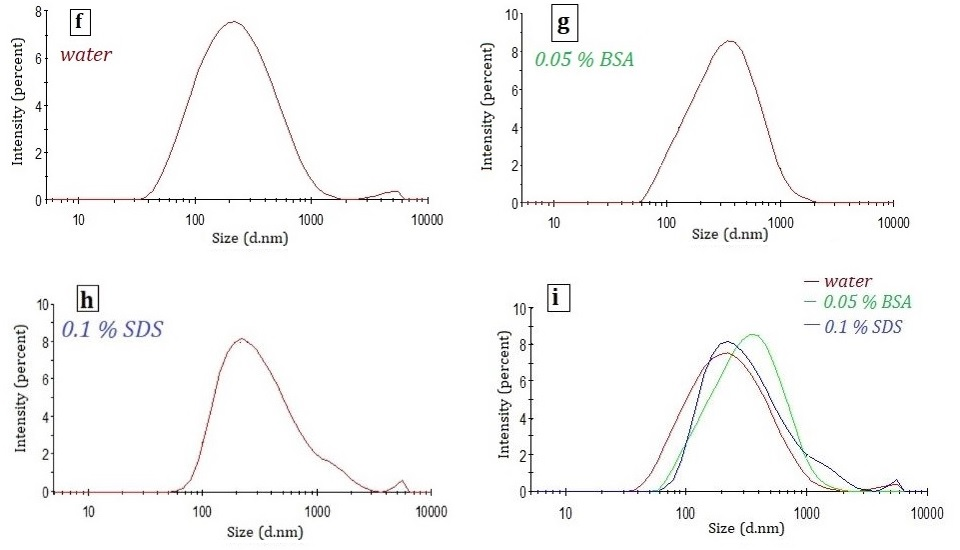 f
water
Intensity (percent)
8
6
4
2
0
10
100
1000
10000
Size (d.nm)
g
0.05 % BSA
Intensity (percent)
10
8
6
4
2
0
10
100
1000
10000
Size (d.nm)
h
0.1 % SDS
Intensity (percent)
10
8
6
4
2
0
10
100
1000
10000
Size (d.nm)
i
water
0.05 % BSA
0.1 % SDS
Intensity (percent)
10
8
6
4
2
0
10
100
1000
10000
Size (d.nm)